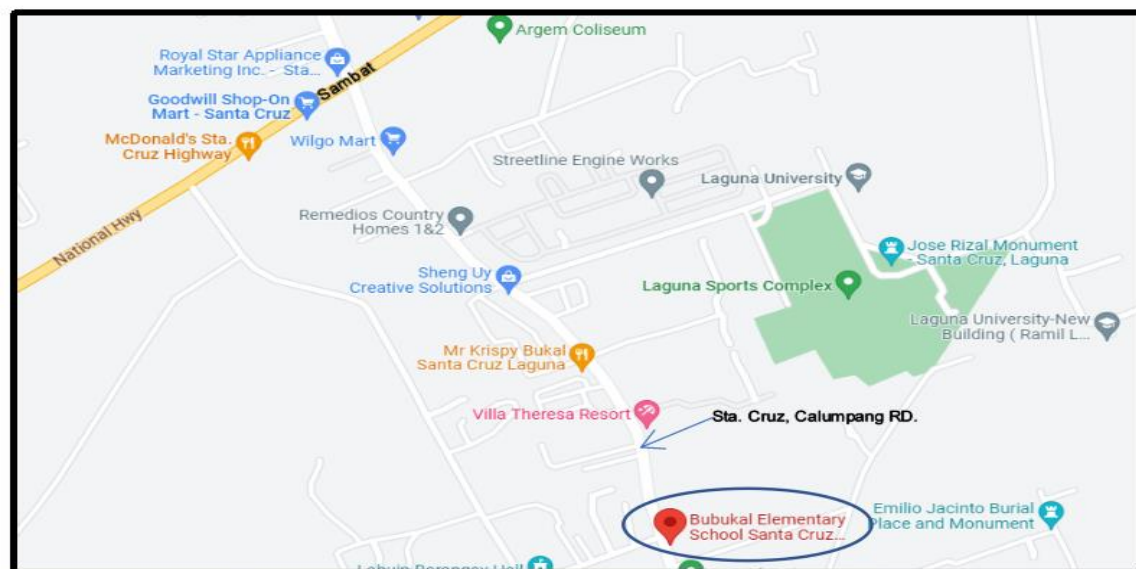 Argem Coliseum
Royal Star Appliance
Marketing Inc. - Sta...
Sambat
Goodwill Shop-On
Mart - Santa Cruz
McDonald's Sta.
Cruz Highway
Wilgo Mart
Streetline Engine Works
Laguna University
National Hwy
Remedios Country
Homes 1&2
Jose Rizal Monument
- Santa Cruz, Laguna
Sheng Uy
Creative Solutions
Laguna Sports Complex
Laguna University-New
Building ( Ramil L...
Mr Krispy Bukal
Santa Cruz Laguna
Villa Theresa Resort
Sta. Cruz, Calumpang RD.
Emilio Jacinto Burial
Place and Monument
Bubukal Elementary
School Santa Cruz...